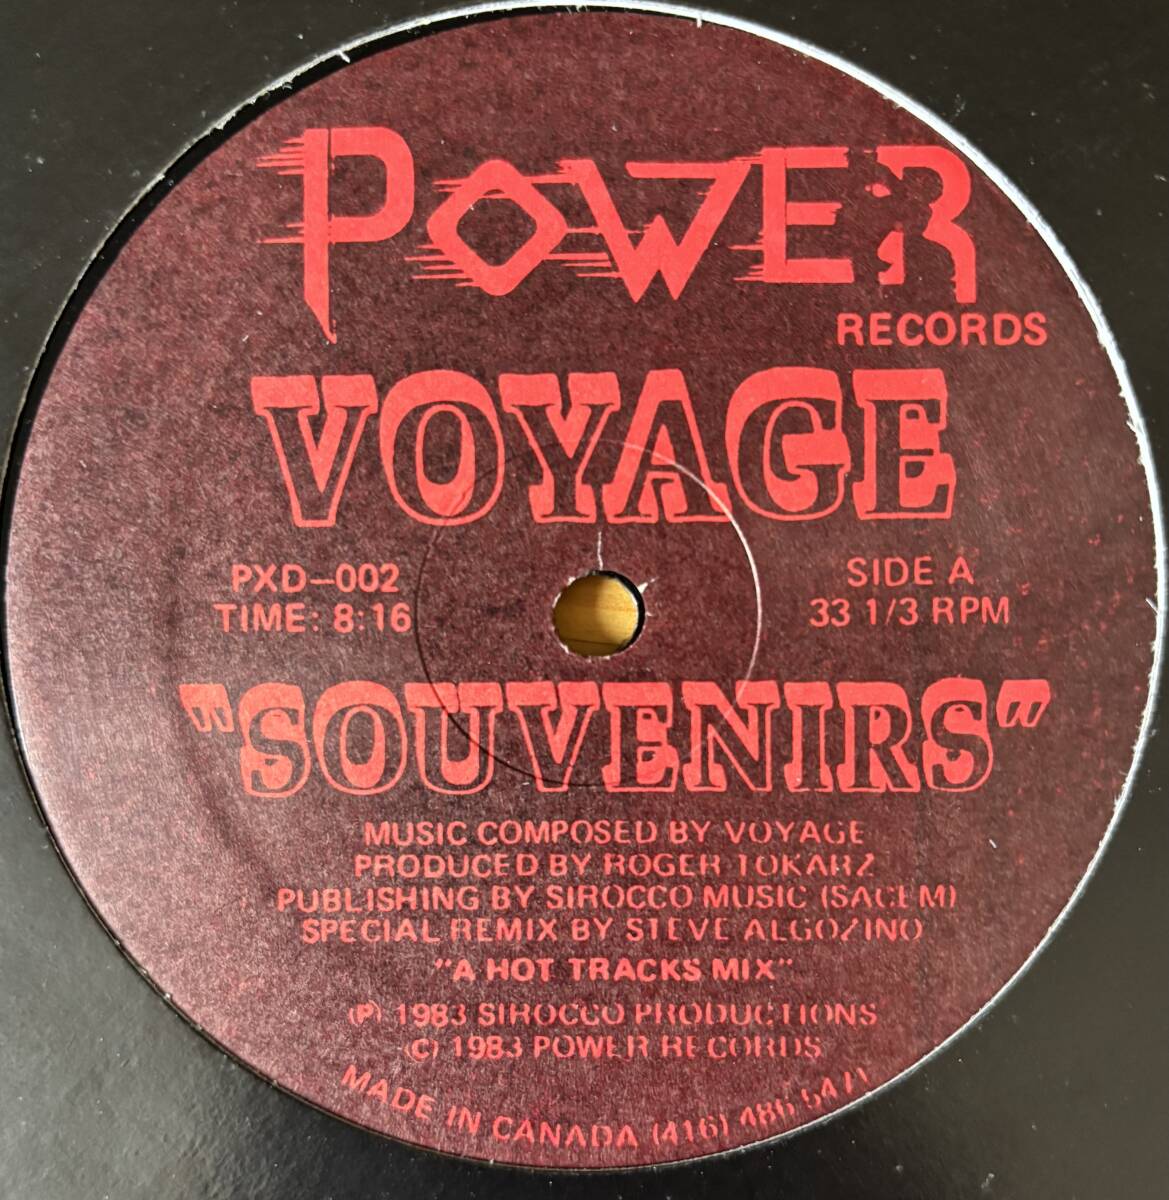 POWER
RECORDS
VOYAGE
PXD-002
TIME: 8:16
SIDE A
33 1/3 RPM
"SOUVENIRS"
MUSIC COMPOSED BY VOYAGE
PRODUCED BY ROGER TOKARZ
PUBLISHING BY SIROCCO MUSIC (SACEM)
SPECIAL REMIX BY STEVE ALGOZINO
"A HOT TRACKS MIX"
(P) 1983 SIROCCO PRODUCTIONS
(C) 1983 POWER RECORDS
MADE IN CANADA (416) 486 5471